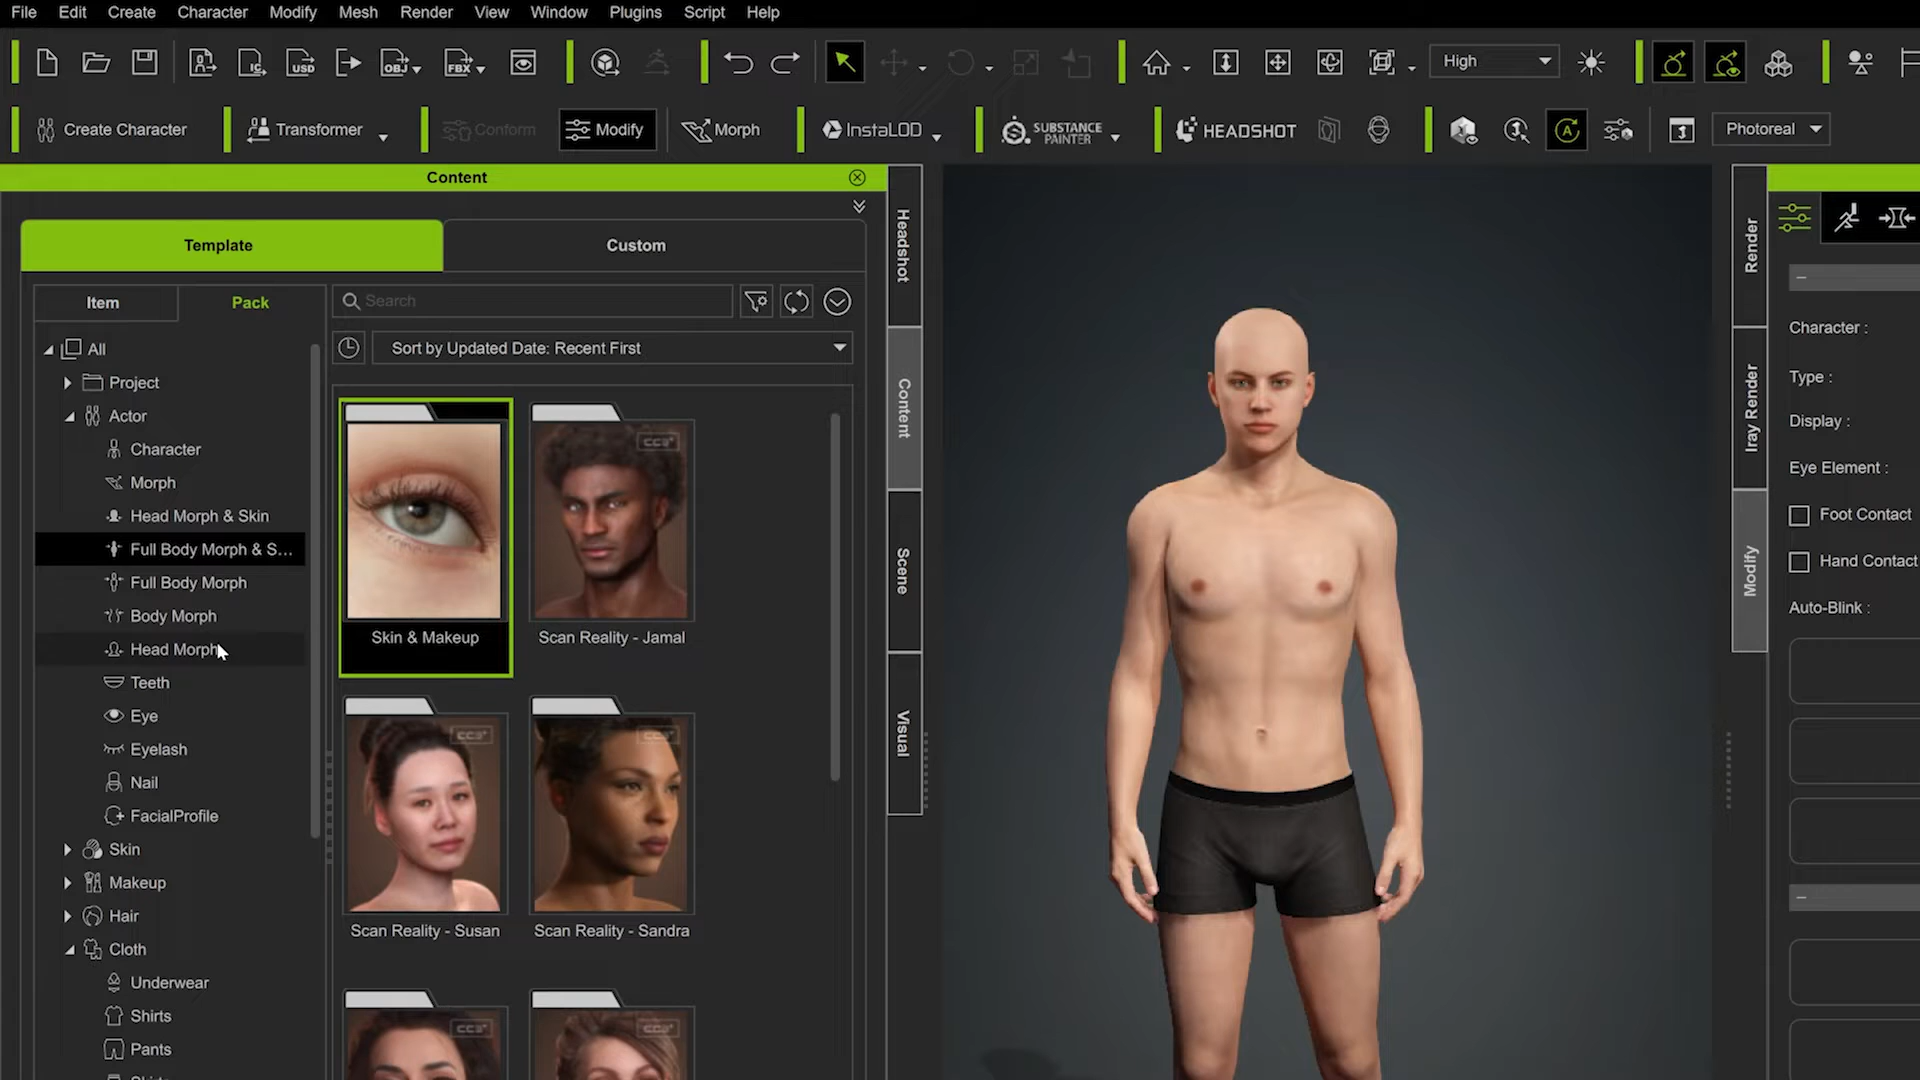 File Edit Create Character Modify Mesh Render View Window Plugins Script Help
IC USD OBJ FBX High
Create Character Transformer Conform Modify Morph InstaLOD SUBSTANCE PAINTER HEADSHOT A Photoreal
Content
Template Custom
Item Pack Search
Sort by Updated Date: Recent First
All
Project
Actor
Character
Morph
Head Morph & Skin
Full Body Morph & S...
Full Body Morph
Body Morph
Head Morph
Teeth
Eye
Eyelash
Nail
FacialProfile
Skin
Makeup
Hair
Cloth
Underwear
Shirts
Pants
Skin & Makeup
Scan Reality - Jamal
Scan Reality - Susan
Scan Reality - Sandra
Headshot
Content
Scene
Visual
Render
Iray Render
Modify
Character :
Type :
Display :
Eye Element :
Foot Contact
Hand Contact
Auto-Blink :